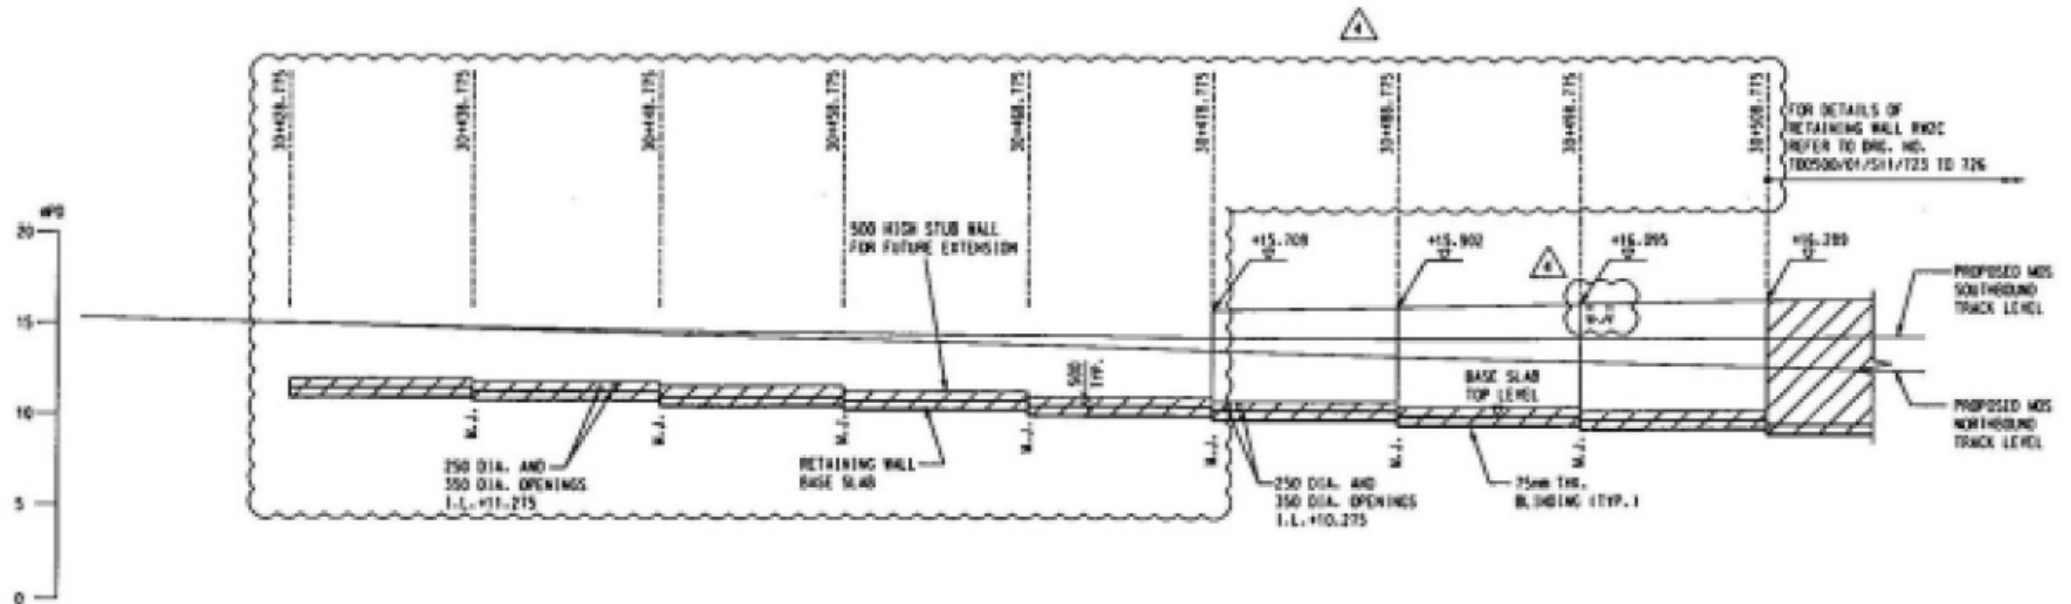 4
30+428.775
30+438.775
30+448.775
30+458.775
30+468.775
30+478.775
30+488.775
30+498.775
30+508.775
FOR DETAILS OF
RETAINING WALL RW2C
REFER TO DRG. NO.
TD0500/01/511/723 TO 726
20
15
10
5
0
500 HIGH STUB WALL
FOR FUTURE EXTENSION
+15.709
+15.902
+16.095
+16.289
4
PROPOSED MOS
SOUTHBOUND
TRACK LEVEL
500
TYP.
BASE SLAB
TOP LEVEL
M.J.
M.J.
M.J.
M.J.
M.J.
M.J.
M.J.
PROPOSED MOS
NORTHBOUND
TRACK LEVEL
250 DIA. AND
350 DIA. OPENINGS
I.L.+11.275
RETAINING WALL
BASE SLAB
250 DIA. AND
350 DIA. OPENINGS
I.L.+10.275
75mm THK.
BLINDING (TYP.)